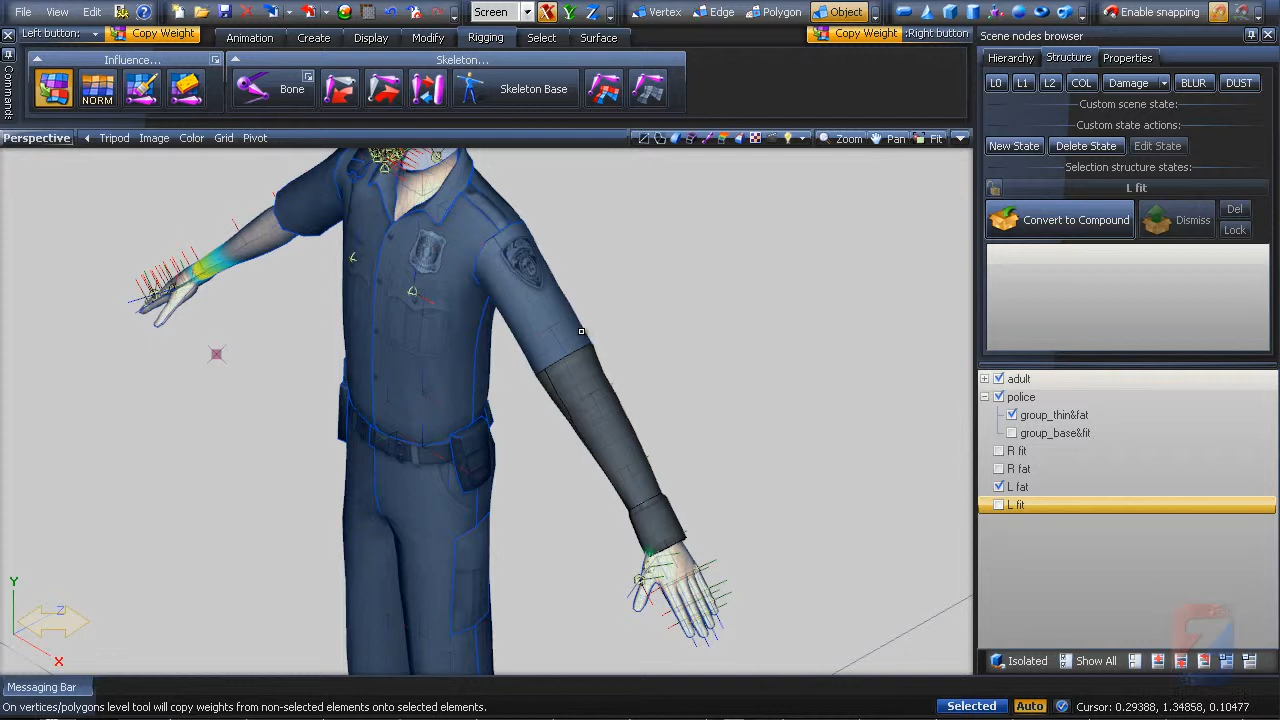 File View Edit Screen X Y Z Vertex Edge Polygon Object Enable snapping
Left button: Copy Weight Animation Create Display Modify Rigging Select Surface Copy Weight :Right button
Scene nodes browser
Commands
Influence... Skeleton...
NORM Bone Skeleton Base
Perspective Tripod Image Color Grid Pivot Zoom Pan Fit
Hierarchy Structure Properties
L0 L1 L2 COL Damage BLUR DUST
Custom scene state:
Custom state actions:
New State Delete State Edit State
Selection structure states:
L fit
Convert to Compound Dismiss Del
Lock
adult
police
group_thin&fat
group_base&fit
R fit
R fat
L fat
L fit
Y
Z
X
Isolated Show All
Messaging Bar
On vertices/polygons level tool will copy weights from non-selected elements onto selected elements. Selected Auto Cursor: 0.29388, 1.34858, 0.10477